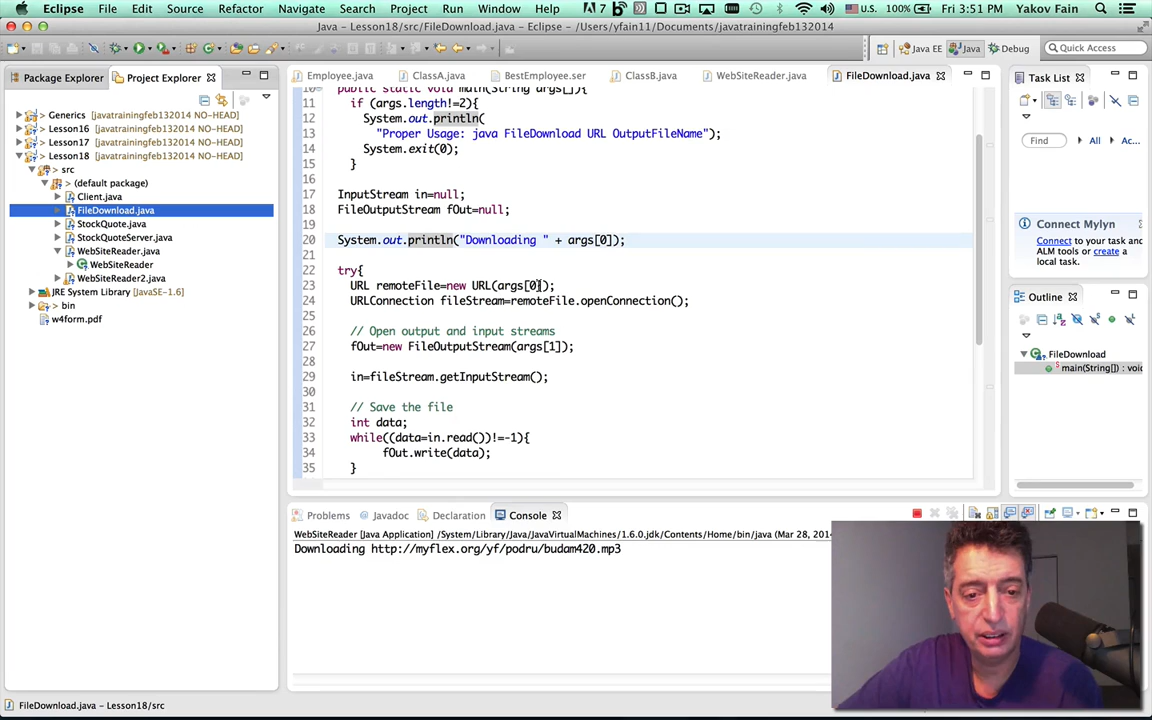 Eclipse File Edit Source Refactor Navigate Search Project Run Window Help 7 U.S. 100% Fri 3:51 PM Yakov Fain
Java - Lesson18/src/FileDownload.java - Eclipse - /Users/yfain11/Documents/javatrainingfeb132014
Java EE Java Debug Quick Access
Package Explorer Project Explorer
> Generics [javatrainingfeb132014 NO-HEAD]
> Lesson16 [javatrainingfeb132014 NO-HEAD]
> Lesson17 [javatrainingfeb132014 NO-HEAD]
> Lesson18 [javatrainingfeb132014 NO-HEAD]
> src
> (default package)
Client.java
FileDownload.java
StockQuote.java
StockQuoteServer.java
WebSiteReader.java
WebSiteReader
WebSiteReader2.java
JRE System Library [JavaSE-1.6]
> bin
w4form.pdf
Employee.java ClassA.java BestEmployee.ser ClassB.java WebSiteReader.java FileDownload.java
10 public static void main(String args[]){
11 if (args.length!=2){
12 System.out.println(
13 "Proper Usage: java FileDownload URL OutputFileName");
14 System.exit(0);
15 }
16
17 InputStream in=null;
18 FileOutputStream fOut=null;
19
20 System.out.println("Downloading " + args[0]);
21
22 try{
23 URL remoteFile=new URL(args[0]);
24 URLConnection fileStream=remoteFile.openConnection();
25
26 // Open output and input streams
27 fOut=new FileOutputStream(args[1]);
28
29 in=fileStream.getInputStream();
30
31 // Save the file
32 int data;
33 while((data=in.read())!=-1){
34 fOut.write(data);
35 }
Task List
Find All Ac...
Connect Mylyn
Connect to your task and
ALM tools or create a
local task.
Outline
FileDownload
main(String[]) : void
Problems Javadoc Declaration Console
WebSiteReader [Java Application] /System/Library/Java/JavaVirtualMachines/1.6.0.jdk/Contents/Home/bin/java (Mar 28, 201
Downloading http://myflex.org/yf/podru/budam420.mp3
FileDownload.java - Lesson18/src